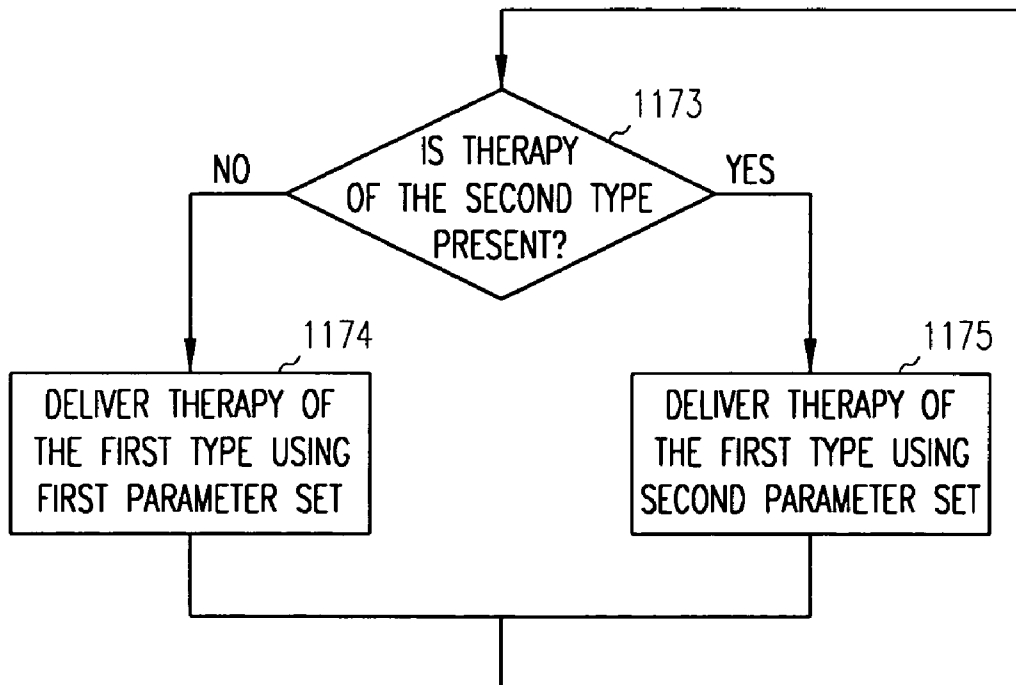 1173
IS THERAPY
OF THE SECOND TYPE
PRESENT?
NO
YES
1174
DELIVER THERAPY OF
THE FIRST TYPE USING
FIRST PARAMETER SET
1175
DELIVER THERAPY OF
THE FIRST TYPE USING
SECOND PARAMETER SET